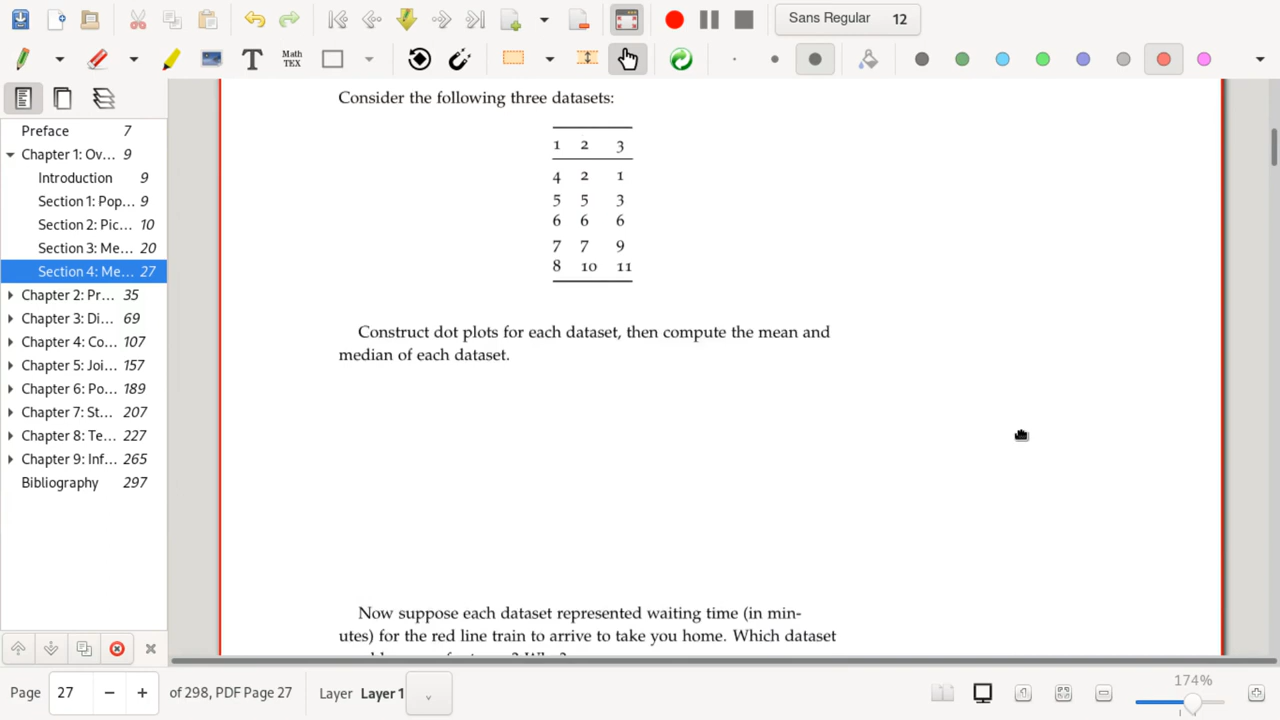 Sans Regular 12
Math
TEX
T
Preface 7
Chapter 1: Ov... 9
Introduction 9
Section 1: Pop... 9
Section 2: Pic... 10
Section 3: Me... 20
Section 4: Me... 27
Chapter 2: Pr... 35
Chapter 3: Di... 69
Chapter 4: Co... 107
Chapter 5: Joi... 157
Chapter 6: Po... 189
Chapter 7: St... 207
Chapter 8: Te... 227
Chapter 9: Inf... 265
Bibliography 297
Consider the following three datasets:
1 2 3
4 2 1
5 5 3
6 6 6
7 7 9
8 10 11
Construct dot plots for each dataset, then compute the mean and
median of each dataset.
Now suppose each dataset represented waiting time (in min-
utes) for the red line train to arrive to take you home. Which dataset
Page 27 of 298, PDF Page 27 Layer Layer 1 174%